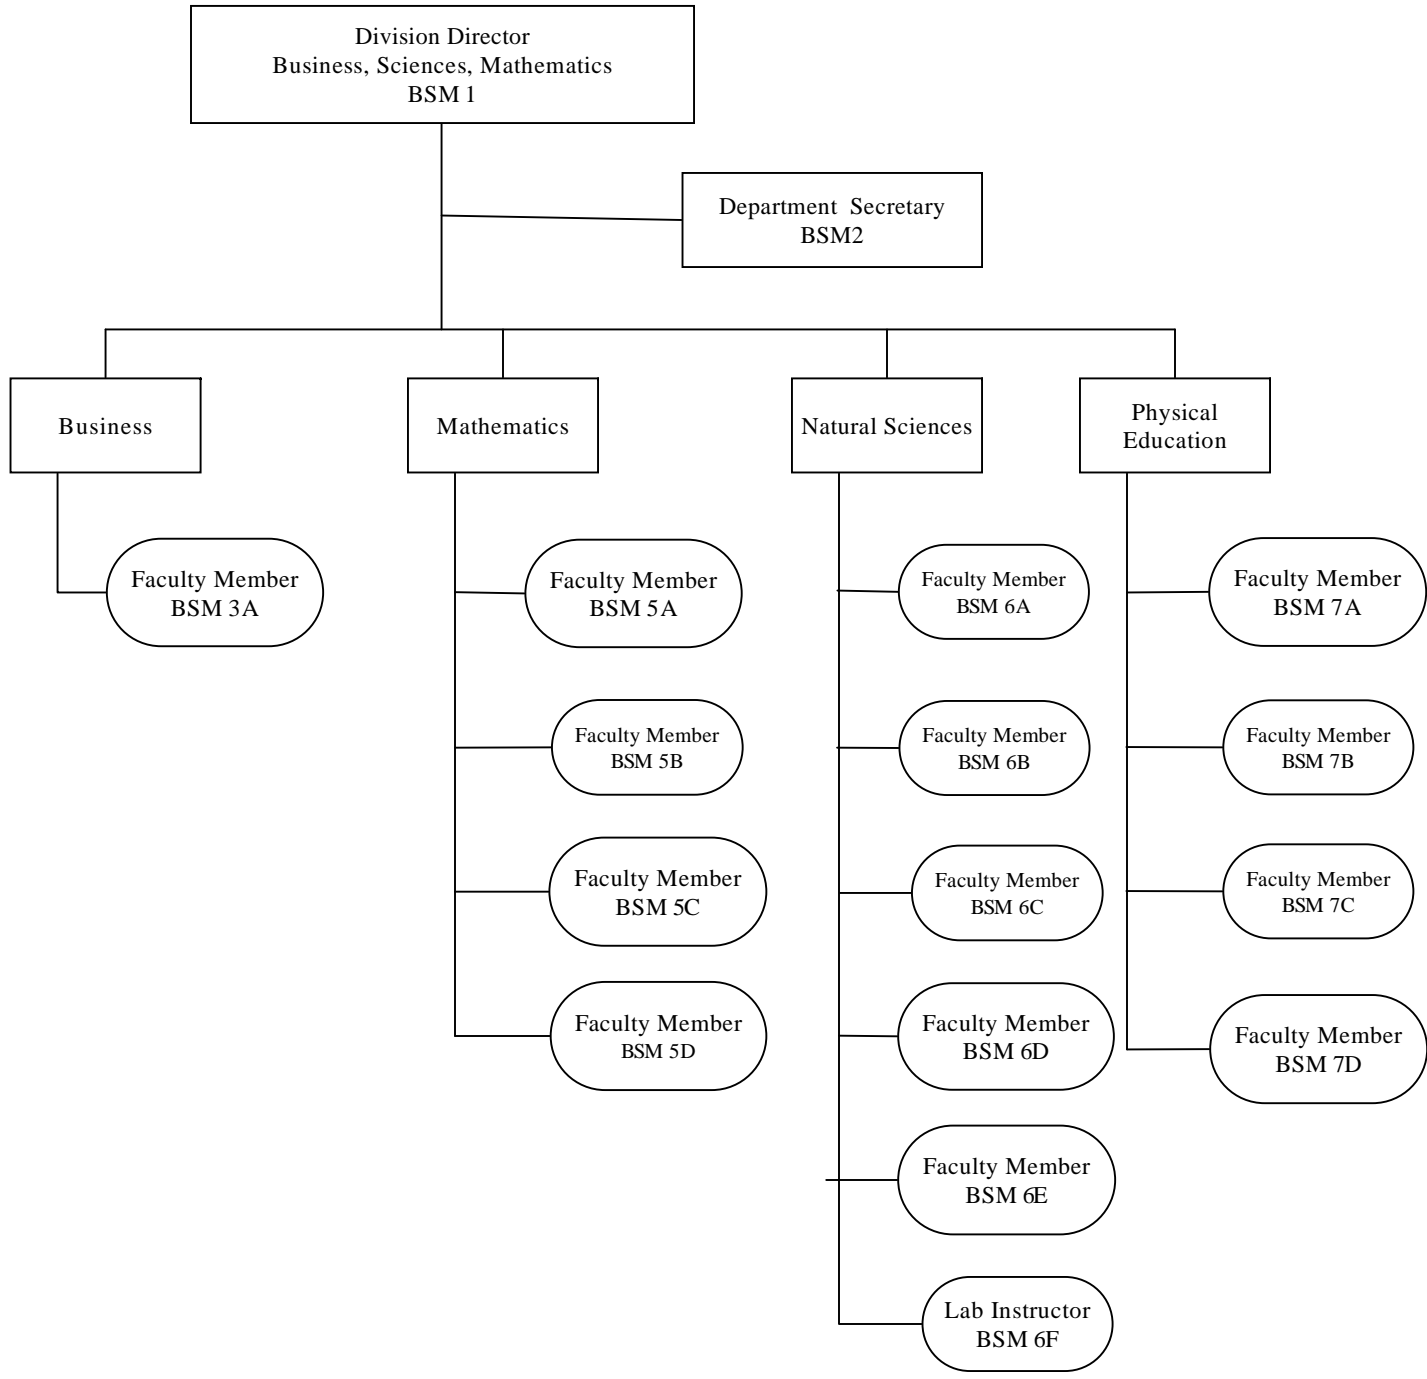 Division Director
Business, Sciences, Mathematics
BSM 1
Department Secretary
BSM2
Business
Mathematics
Natural Sciences
Physical
Education
Faculty Member
BSM 3A
Faculty Member
BSM 5A
Faculty Member
BSM 5B
Faculty Member
BSM 5C
Faculty Member
BSM 5D
Faculty Member
BSM 6A
Faculty Member
BSM 6B
Faculty Member
BSM 6C
Faculty Member
BSM 6D
Faculty Member
BSM 6E
Lab Instructor
BSM 6F
Faculty Member
BSM 7A
Faculty Member
BSM 7B
Faculty Member
BSM 7C
Faculty Member
BSM 7D